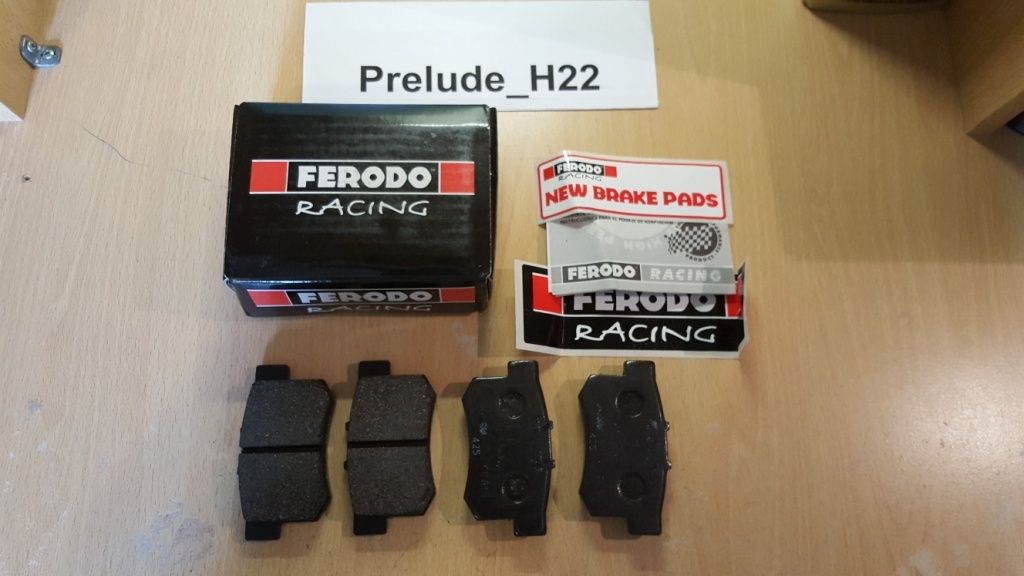 Prelude_H22
FERODO
RACING
FERODO
RACING
FERODO
RACING
NEW BRAKE PADS
FERODO RACING
FERODO
RACING